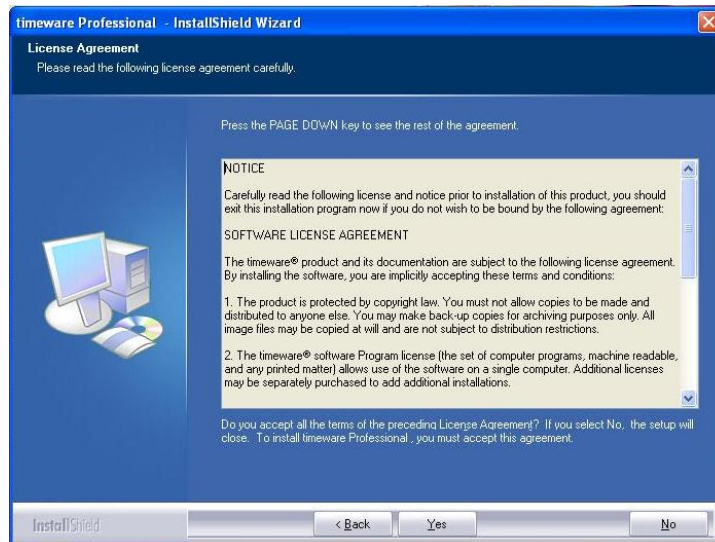 timeware Professional - InstallShield Wizard
License Agreement
Please read the following license agreement carefully.
Press the PAGE DOWN key to see the rest of the agreement.
NOTICE
Carefully read the following license and notice prior to installation of this product, you should
exit this installation program now if you do not wish to be bound by the following agreement:
SOFTWARE LICENSE AGREEMENT
The timeware® product and its documentation are subject to the following license agreement.
By installing the software, you are implicitly accepting these terms and conditions:
1. The product is protected by copyright law. You must not allow copies to be made and
distributed to anyone else. You may make back-up copies for archiving purposes only. All
image files may be copied at will and are not subject to distribution restrictions.
2. The timeware® software Program license (the set of computer programs, machine readable,
and any printed matter) allows use of the software on a single computer. Additional licenses
may be separately purchased to add additional installations.
Do you accept all the terms of the preceding License Agreement? If you select No, the setup will
close. To install timeware Professional , you must accept this agreement.
InstallShield
< Back
Yes
No